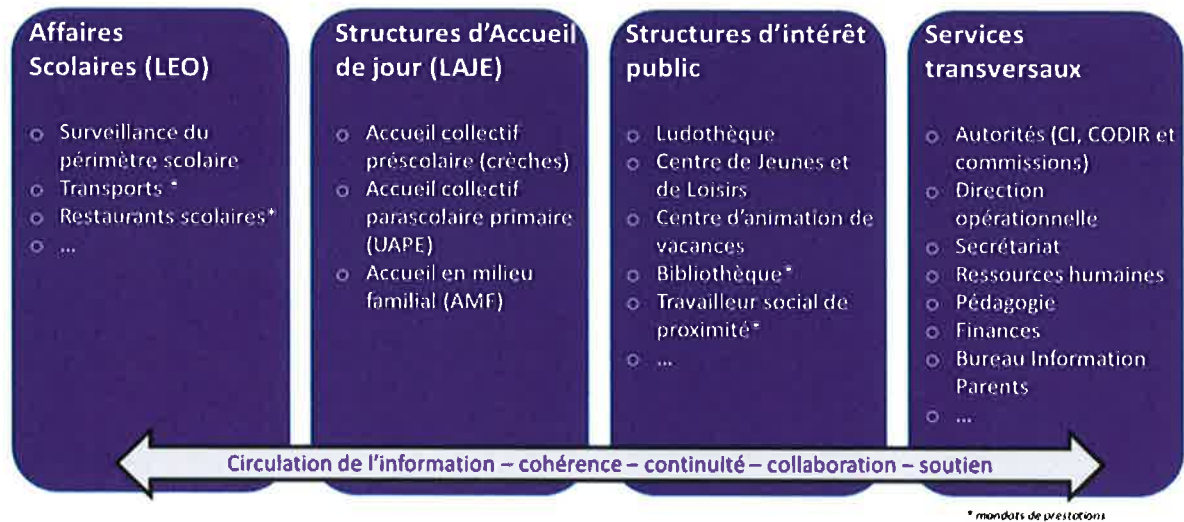 Affaires
Scolaires (LEO)
o Surveillance du
périmètre scolaire
o Transports *
o Restaurants scolaires*
o ...
Structures d'Accueil
de jour (LAJE)
o Accueil collectif
préscolaire (crèches)
o Accueil collectif
parascolaire primaire
(UAPE)
o Accueil en milieu
familial (AMF)
Structures d'intérêt
public
o Ludothèque
o Centre de Jeunes et
de Loisirs
o Centre d'animation de
vacances
o Bibliothèque*
o Travailleur social de
proximité*
o ...
Services
transversaux
o Autorités (CI, CODIR et
commissions)
o Direction
opérationnelle
o Secrétariat
o Ressources humaines
o Pédagogie
o Finances
o Bureau Information
Parents
o ...
Circulation de l'information – cohérence – continuité – collaboration – soutien
* mandats de prestations